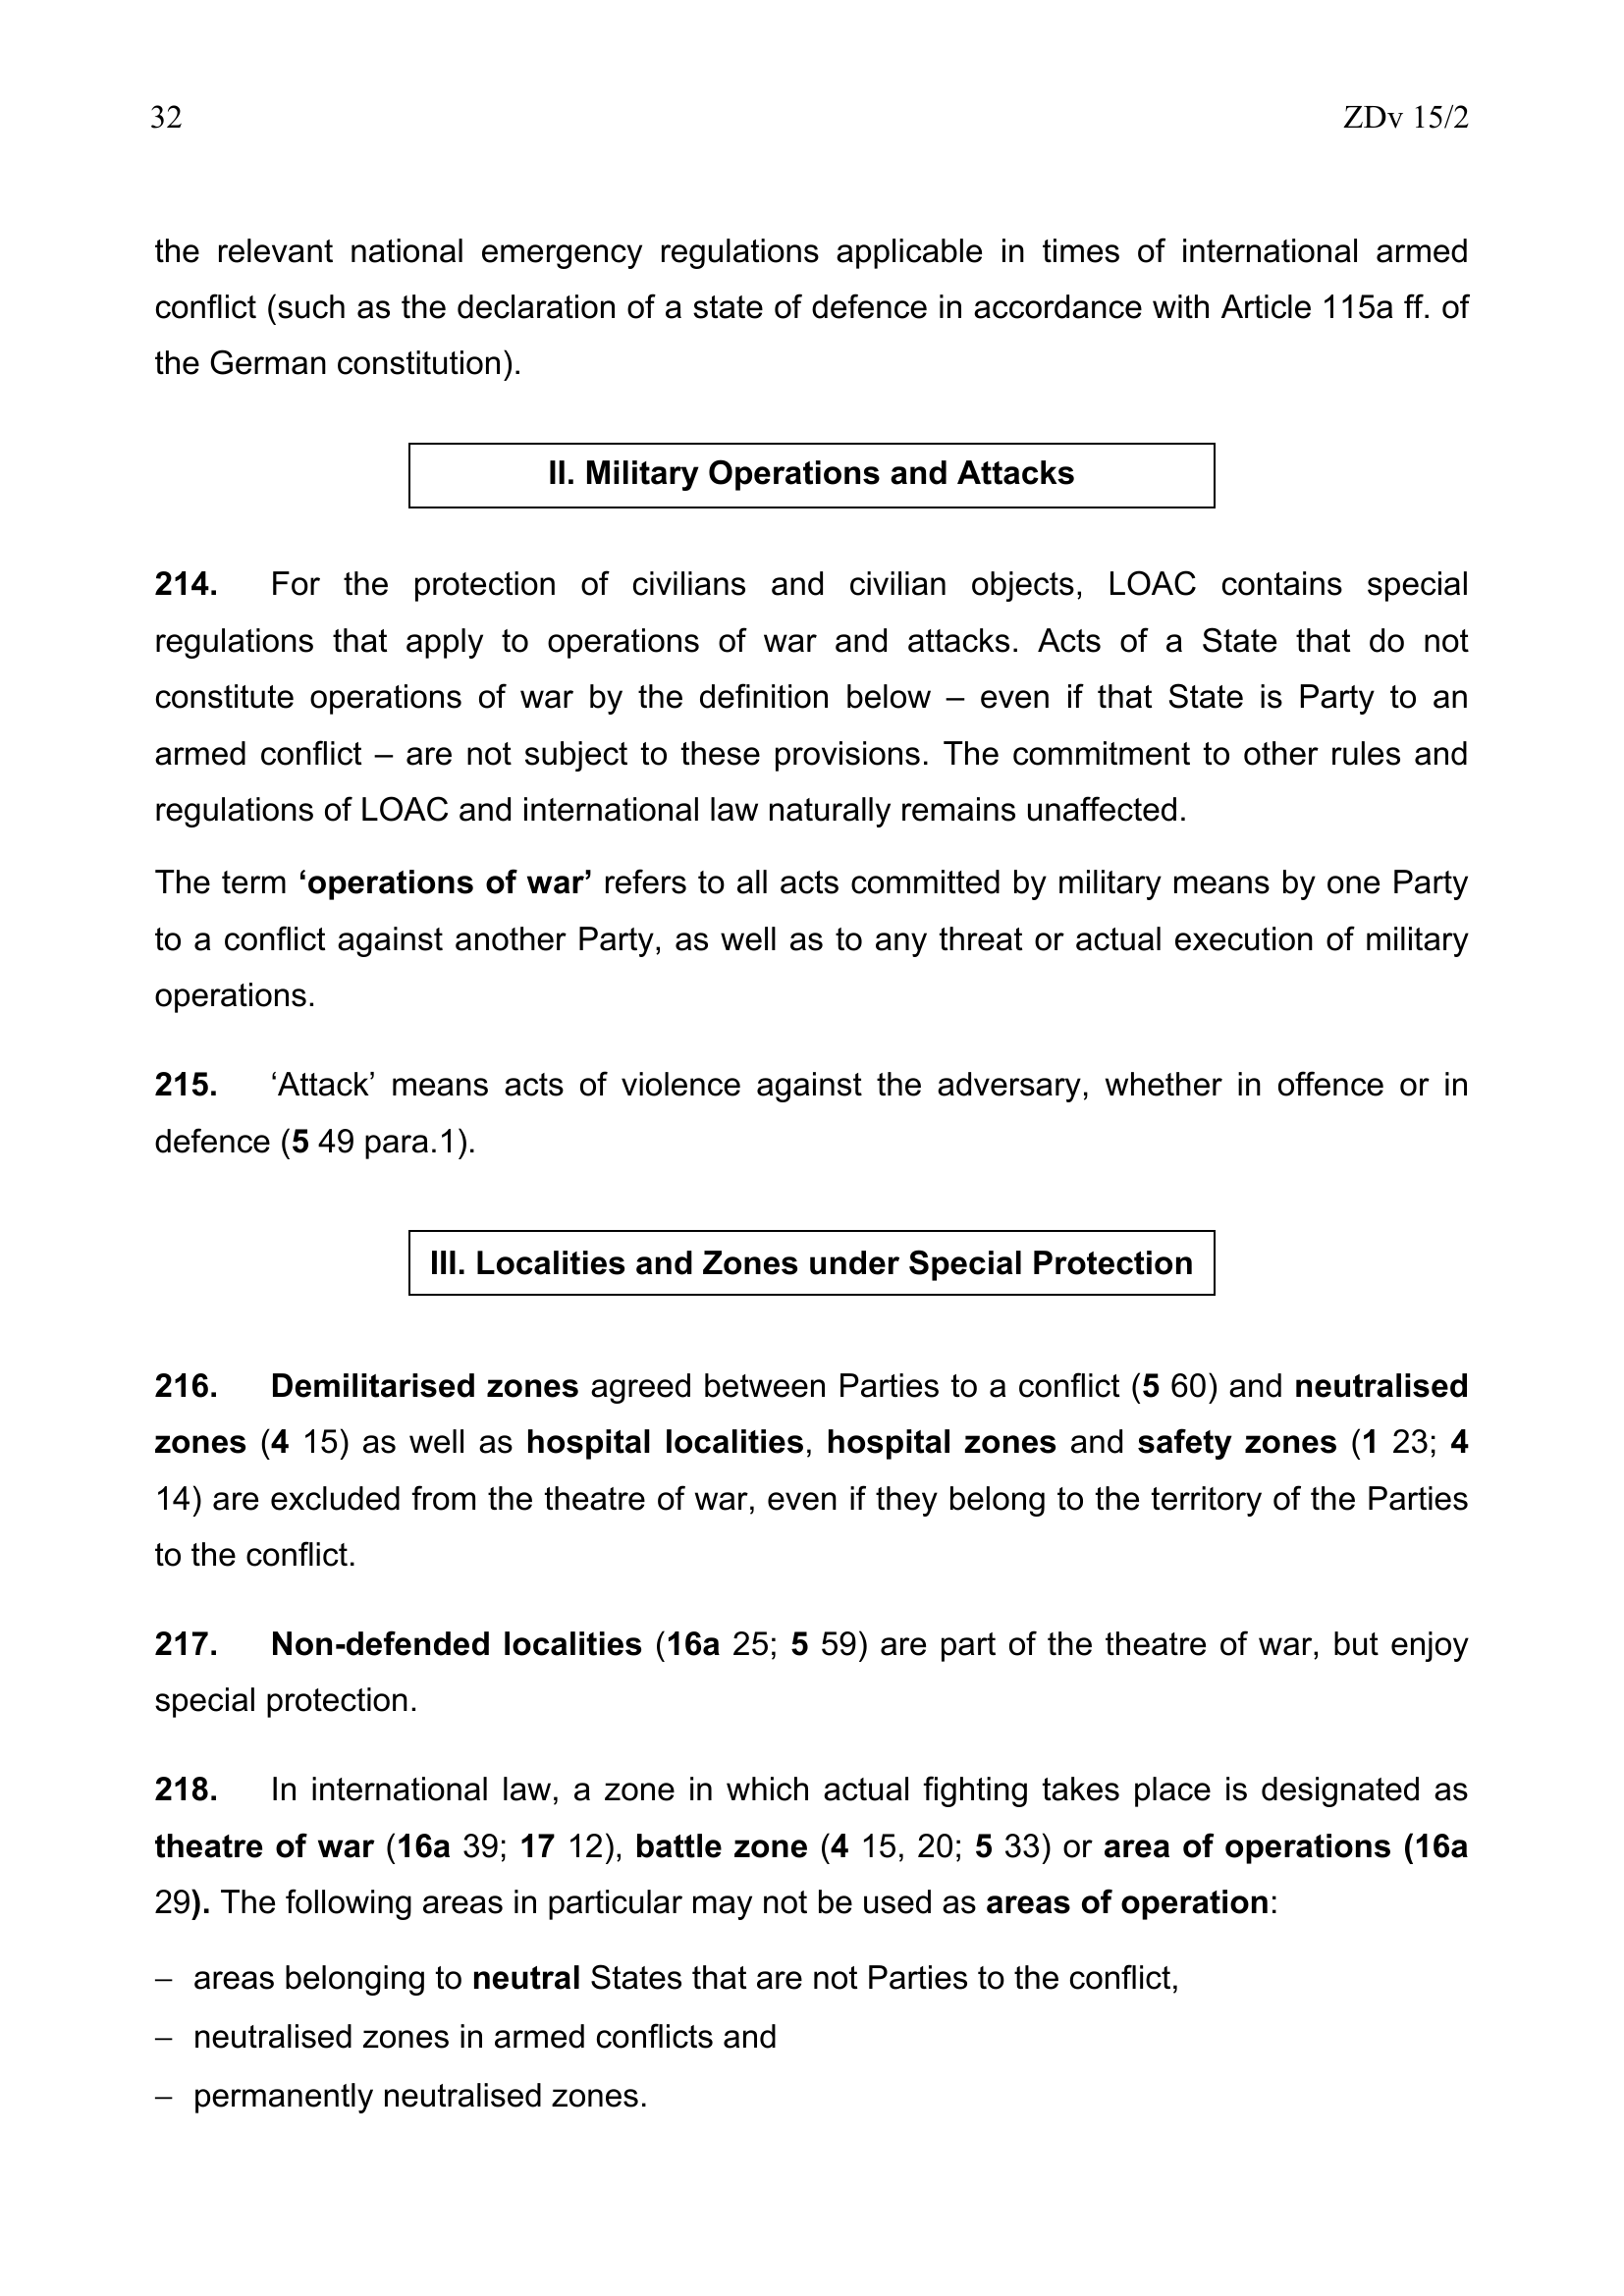 32 ZDv 15/2
the relevant national emergency regulations applicable in times of international armed
conflict (such as the declaration of a state of defence in accordance with Article 115a ff. of
the German constitution).
II. Military Operations and Attacks
214. For the protection of civilians and civilian objects, LOAC contains special
regulations that apply to operations of war and attacks. Acts of a State that do not
constitute operations of war by the definition below – even if that State is Party to an
armed conflict – are not subject to these provisions. The commitment to other rules and
regulations of LOAC and international law naturally remains unaffected.
The term ‘operations of war’ refers to all acts committed by military means by one Party
to a conflict against another Party, as well as to any threat or actual execution of military
operations.
215. ‘Attack’ means acts of violence against the adversary, whether in offence or in
defence (5 49 para.1).
III. Localities and Zones under Special Protection
216. Demilitarised zones agreed between Parties to a conflict (5 60) and neutralised
zones (4 15) as well as hospital localities, hospital zones and safety zones (1 23; 4
14) are excluded from the theatre of war, even if they belong to the territory of the Parties
to the conflict.
217. Non-defended localities (16a 25; 5 59) are part of the theatre of war, but enjoy
special protection.
218. In international law, a zone in which actual fighting takes place is designated as
theatre of war (16a 39; 17 12), battle zone (4 15, 20; 5 33) or area of operations (16a
29). The following areas in particular may not be used as areas of operation:
– areas belonging to neutral States that are not Parties to the conflict,
– neutralised zones in armed conflicts and
– permanently neutralised zones.